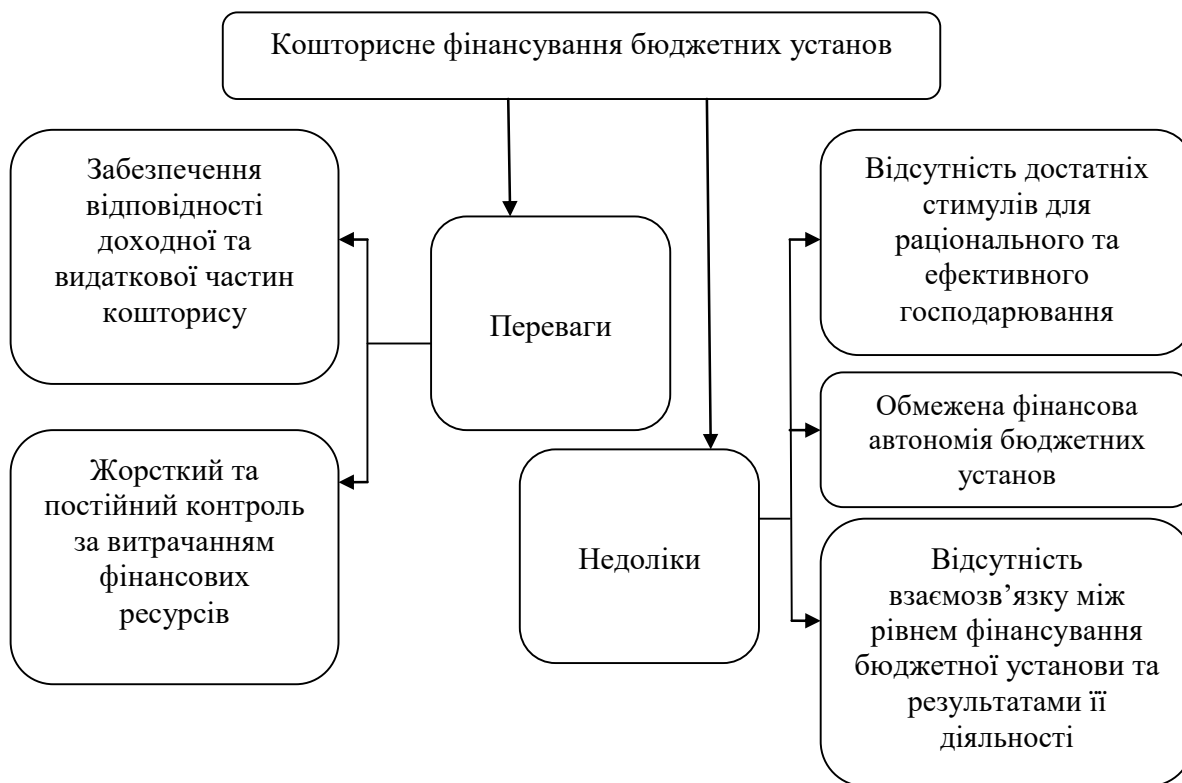 Кошторисне фінансування бюджетних установ
Забезпечення
відповідності
доходної та
видаткової частин
кошторису
Жорсткий та
постійний контроль
за витрачанням
фінансових
ресурсів
Переваги
Недоліки
Відсутність достатніх
стимулів для
раціонального та
ефективного
господарювання
Обмежена фінансова
автономія бюджетних
установ
Відсутність
взаємозв’язку між
рівнем фінансування
бюджетної установи та
результатами її
діяльності